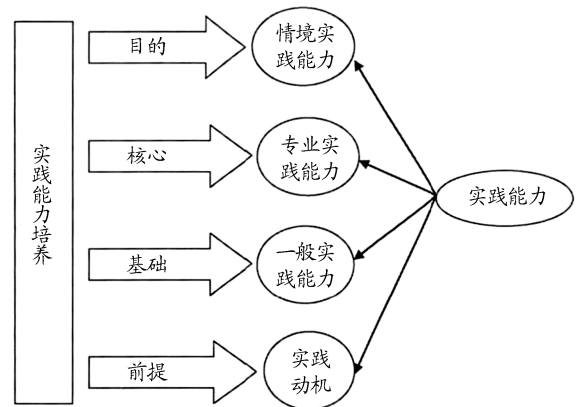 实践能力培养
目的
情境实
践能力
核心
专业实
践能力
实践能力
基础
一般实
践能力
前提
实践
动机